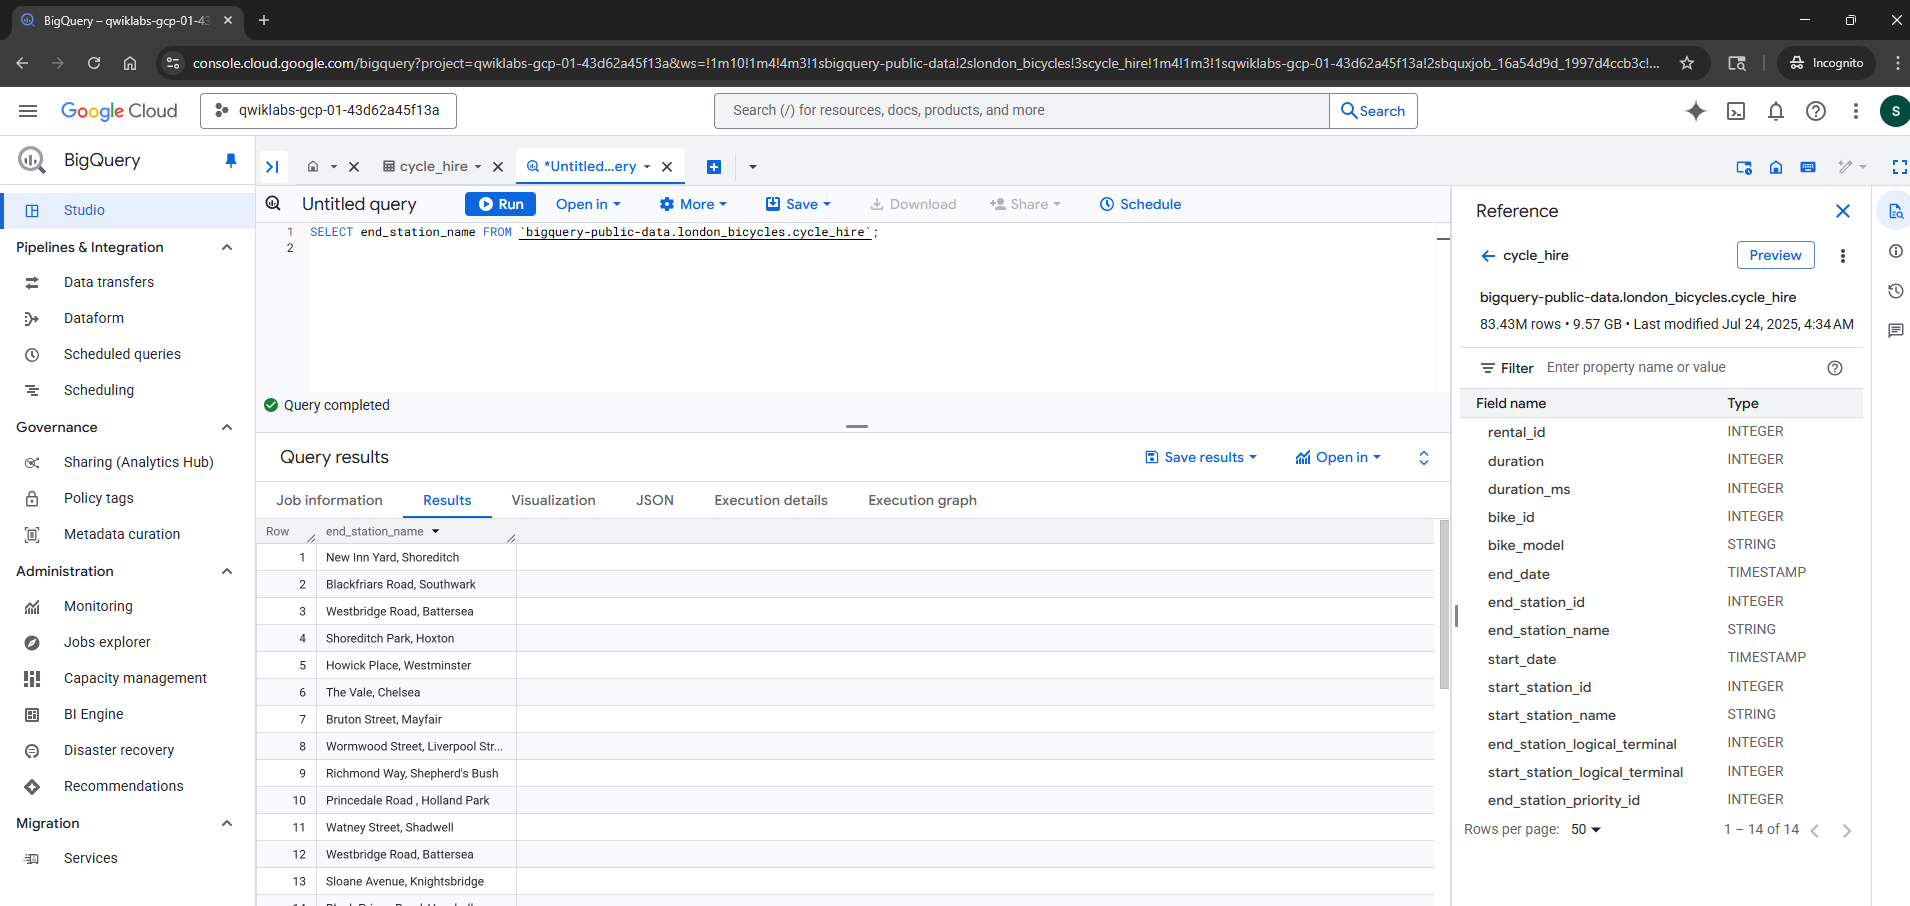 BigQuery – qwiklabs-gcp-01-43
console.cloud.google.com/bigquery?project=qwiklabs-gcp-01-43d62a45f13a&ws=!1m10!1m4!4m3!1sbigquery-public-data!2slondon_bicycles!3scycle_hire!1m4!1m3!1sqwiklabs-gcp-01-43d62a45f13a!2sbquxjob_16a54d9d_1997d4ccb3c!...
Incognito
Google Cloud
qwiklabs-gcp-01-43d62a45f13a
Search (/) for resources, docs, products, and more
Search
S
BigQuery
Studio
Pipelines & Integration
Data transfers
Dataform
Scheduled queries
Scheduling
Governance
Sharing (Analytics Hub)
Policy tags
Metadata curation
Administration
Monitoring
Jobs explorer
Capacity management
BI Engine
Disaster recovery
Recommendations
Migration
Services
cycle_hire
*Untitled...ery
Untitled query
Run
Open in
More
Save
Download
Share
Schedule
1 SELECT end_station_name FROM `bigquery-public-data.london_bicycles.cycle_hire`;
2
Query completed
Query results
Save results
Open in
Job information
Results
Visualization
JSON
Execution details
Execution graph
Row end_station_name
1 New Inn Yard, Shoreditch
2 Blackfriars Road, Southwark
3 Westbridge Road, Battersea
4 Shoreditch Park, Hoxton
5 Howick Place, Westminster
6 The Vale, Chelsea
7 Bruton Street, Mayfair
8 Wormwood Street, Liverpool Str...
9 Richmond Way, Shepherd's Bush
10 Princedale Road , Holland Park
11 Watney Street, Shadwell
12 Westbridge Road, Battersea
13 Sloane Avenue, Knightsbridge
Reference
cycle_hire
Preview
bigquery-public-data.london_bicycles.cycle_hire
83.43M rows • 9.57 GB • Last modified Jul 24, 2025, 4:34 AM
Filter Enter property name or value
Field name Type
rental_id INTEGER
duration INTEGER
duration_ms INTEGER
bike_id INTEGER
bike_model STRING
end_date TIMESTAMP
end_station_id INTEGER
end_station_name STRING
start_date TIMESTAMP
start_station_id INTEGER
start_station_name STRING
end_station_logical_terminal INTEGER
start_station_logical_terminal INTEGER
end_station_priority_id INTEGER
Rows per page: 50 1 – 14 of 14